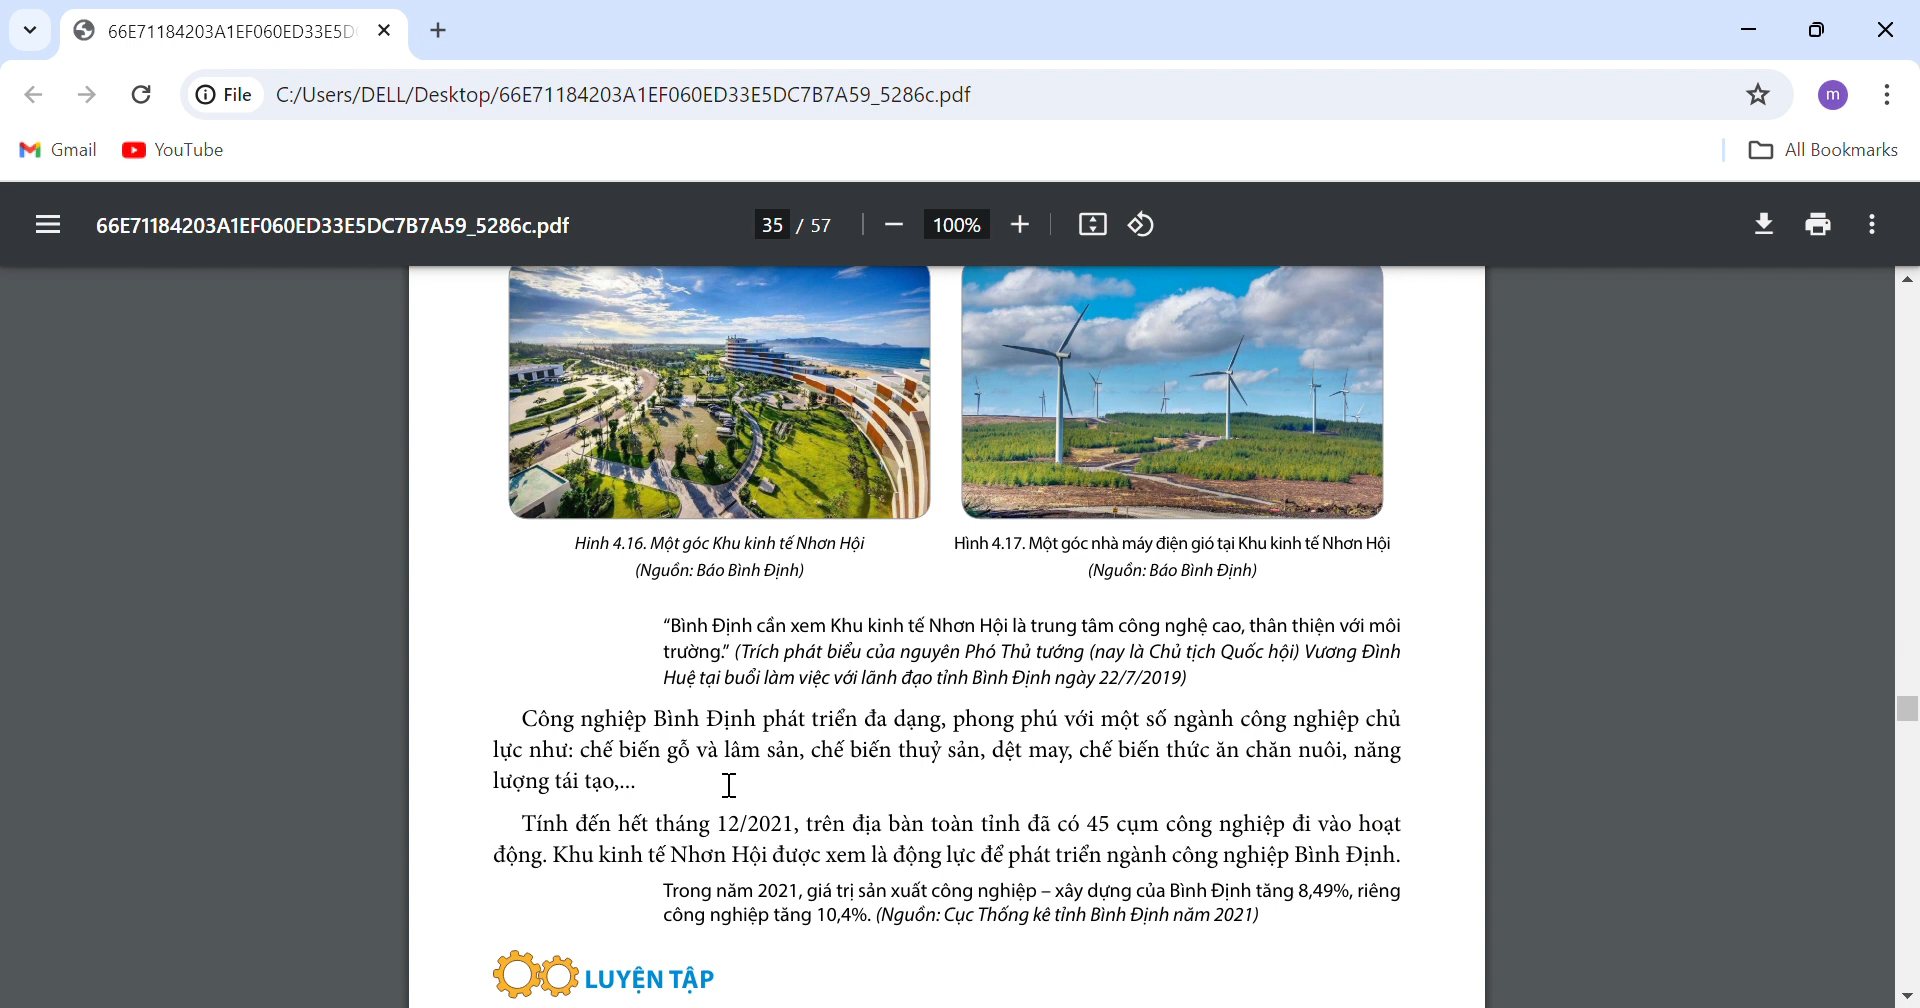 66E71184203A1EF060ED33E5D
File
C:/Users/DELL/Desktop/66E71184203A1EF060ED33E5DC7B7A59_5286c.pdf
m
Gmail
YouTube
All Bookmarks
66E71184203A1EF060ED33E5DC7B7A59_5286c.pdf
35 / 57
100%
Hình 4.16. Một góc Khu kinh tế Nhơn Hội
(Nguồn: Báo Bình Định)
Hình 4.17. Một góc nhà máy điện gió tại Khu kinh tế Nhơn Hội
(Nguồn: Báo Bình Định)
“Bình Định cần xem Khu kinh tế Nhơn Hội là trung tâm công nghệ cao, thân thiện với môi
trường.” (Trích phát biểu của nguyên Phó Thủ tướng (nay là Chủ tịch Quốc hội) Vương Đình
Huệ tại buổi làm việc với lãnh đạo tỉnh Bình Định ngày 22/7/2019)
Công nghiệp Bình Định phát triển đa dạng, phong phú với một số ngành công nghiệp chủ
lực như: chế biến gỗ và lâm sản, chế biến thuỷ sản, dệt may, chế biến thức ăn chăn nuôi, năng
lượng tái tạo,...
Tính đến hết tháng 12/2021, trên địa bàn toàn tỉnh đã có 45 cụm công nghiệp đi vào hoạt
động. Khu kinh tế Nhơn Hội được xem là động lực để phát triển ngành công nghiệp Bình Định.
Trong năm 2021, giá trị sản xuất công nghiệp – xây dựng của Bình Định tăng 8,49%, riêng
công nghiệp tăng 10,4%. (Nguồn: Cục Thống kê tỉnh Bình Định năm 2021)
LUYỆN TẬP